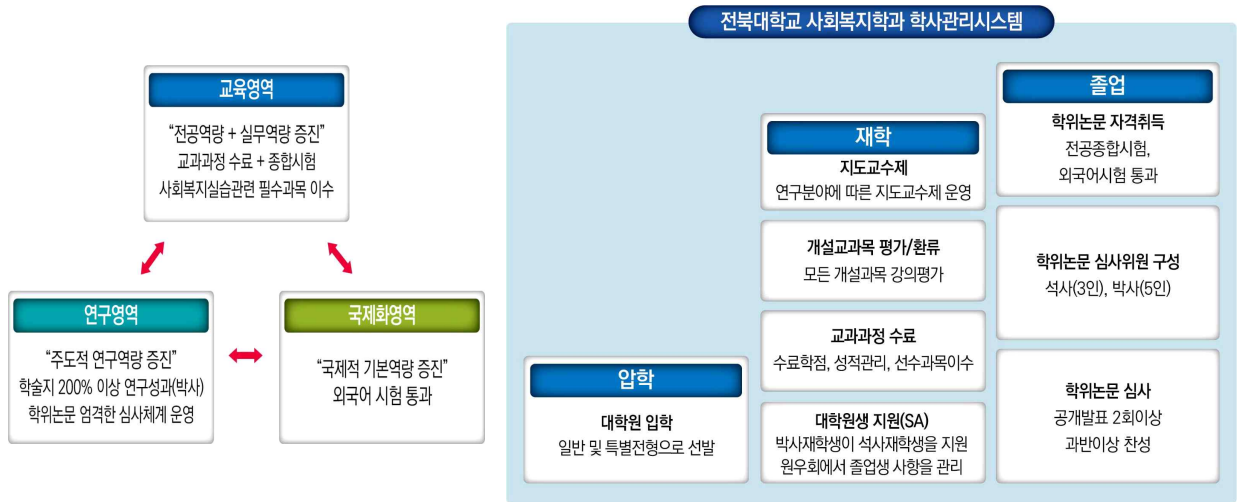 교육영역
“전공역량 + 실무역량 증진”
교과과정 수료 + 종합시험
사회복지실습관련 필수과목 이수
연구영역
“주도적 연구역량 증진”
학술지 200% 이상 연구성과(박사)
학위논문 엄격한 심사체계 운영
국제화영역
“국제적 기본역량 증진”
외국어 시험 통과
전북대학교 사회복지학과 학사관리시스템
압학
대학원 입학
일반 및 특별전형으로 선발
재학
지도교수제
연구분야에 따른 지도교수제 운영
개설교과목 평가/환류
모든 개설과목 강의평가
교과과정 수료
수료학점, 성적관리, 선수과목이수
대학원생 지원(SA)
박사재학생이 석사재학생을 지원
원우회에서 졸업생 사항을 관리
졸업
학위논문 자격취득
전공종합시험,
외국어시험 통과
학위논문 심사위원 구성
석사(3인), 박사(5인)
학위논문 심사
공개발표 2회이상
과반이상 찬성